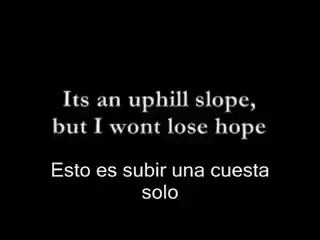 Its an uphill slope,
but I wont lose hope
Esto es subir una cuesta
solo